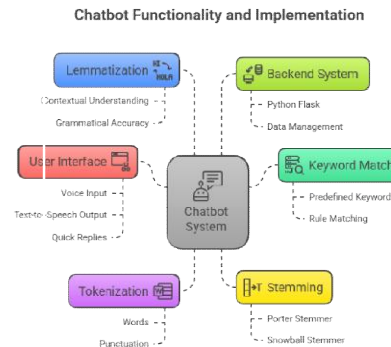 Chatbot Functionality and Implementation
Lemmatization
HOLA
Contextual Understanding
Grammatical Accuracy
Backend System
Python Flask
Data Management
User Interface
Voice Input
Text-to-Speech Output
Quick Replies
Chatbot
System
Keyword Match
Predefined Keyword
Rule Matching
Tokenization
Words
Punctuation
Stemming
Porter Stemmer
Snowball Stemmer